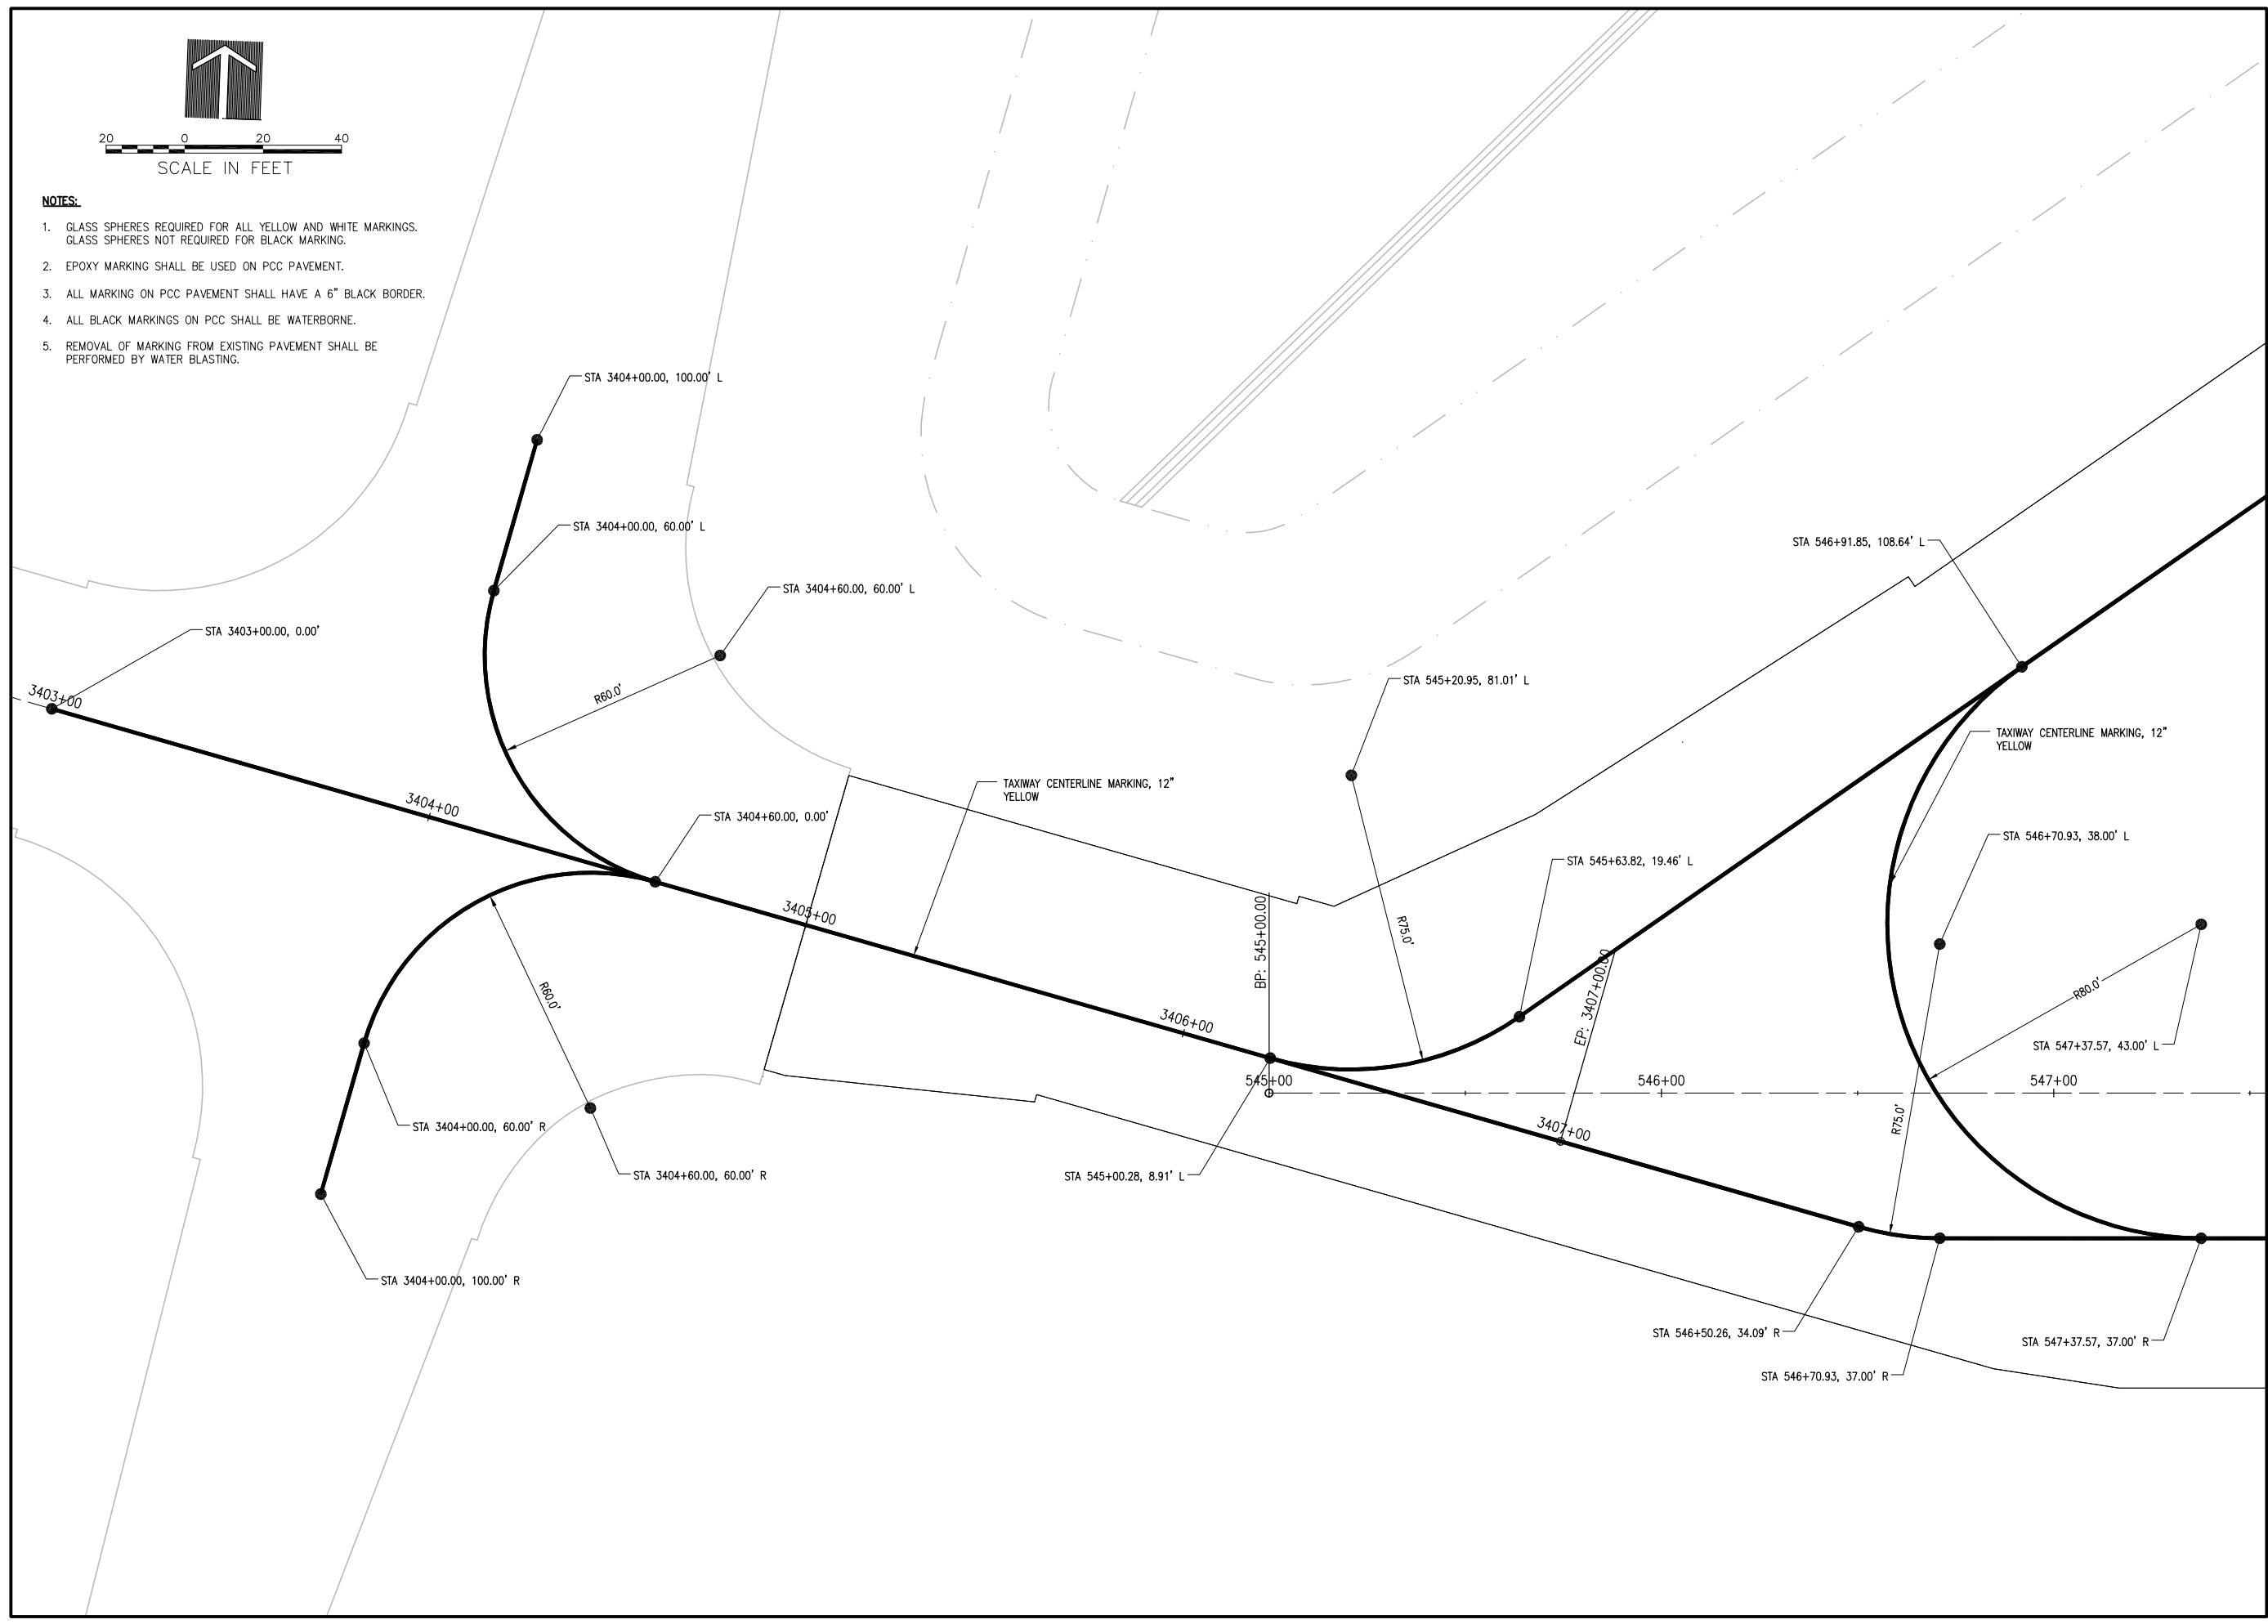 20 0 20 40
SCALE IN FEET
NOTES:
1. GLASS SPHERES REQUIRED FOR ALL YELLOW AND WHITE MARKINGS.
GLASS SPHERES NOT REQUIRED FOR BLACK MARKING.
2. EPOXY MARKING SHALL BE USED ON PCC PAVEMENT.
3. ALL MARKING ON PCC PAVEMENT SHALL HAVE A 6" BLACK BORDER.
4. ALL BLACK MARKINGS ON PCC SHALL BE WATERBORNE.
5. REMOVAL OF MARKING FROM EXISTING PAVEMENT SHALL BE
PERFORMED BY WATER BLASTING.
STA 3404+00.00, 100.00' L
STA 3404+00.00, 60.00' L
STA 546+91.85, 108.64' L
STA 3404+60.00, 60.00' L
STA 3403+00.00, 0.00'
STA 545+20.95, 81.01' L
3403+00
R60.0'
TAXIWAY CENTERLINE MARKING, 12"
YELLOW
TAXIWAY CENTERLINE MARKING, 12"
YELLOW
3404+00
STA 3404+60.00, 0.00'
STA 546+70.93, 38.00' L
STA 545+63.82, 19.46' L
3405+00
BP: 545+00.00
R75.0'
R60.0'
R80.0'
EP: 3407+00.00
3406+00
STA 547+37.57, 43.00' L
545+00
546+00
547+00
R75.0'
STA 3404+00.00, 60.00' R
3407+00
STA 3404+60.00, 60.00' R
STA 545+00.28, 8.91' L
STA 3404+00.00, 100.00' R
STA 546+50.26, 34.09' R
STA 547+37.57, 37.00' R
STA 546+70.93, 37.00' R